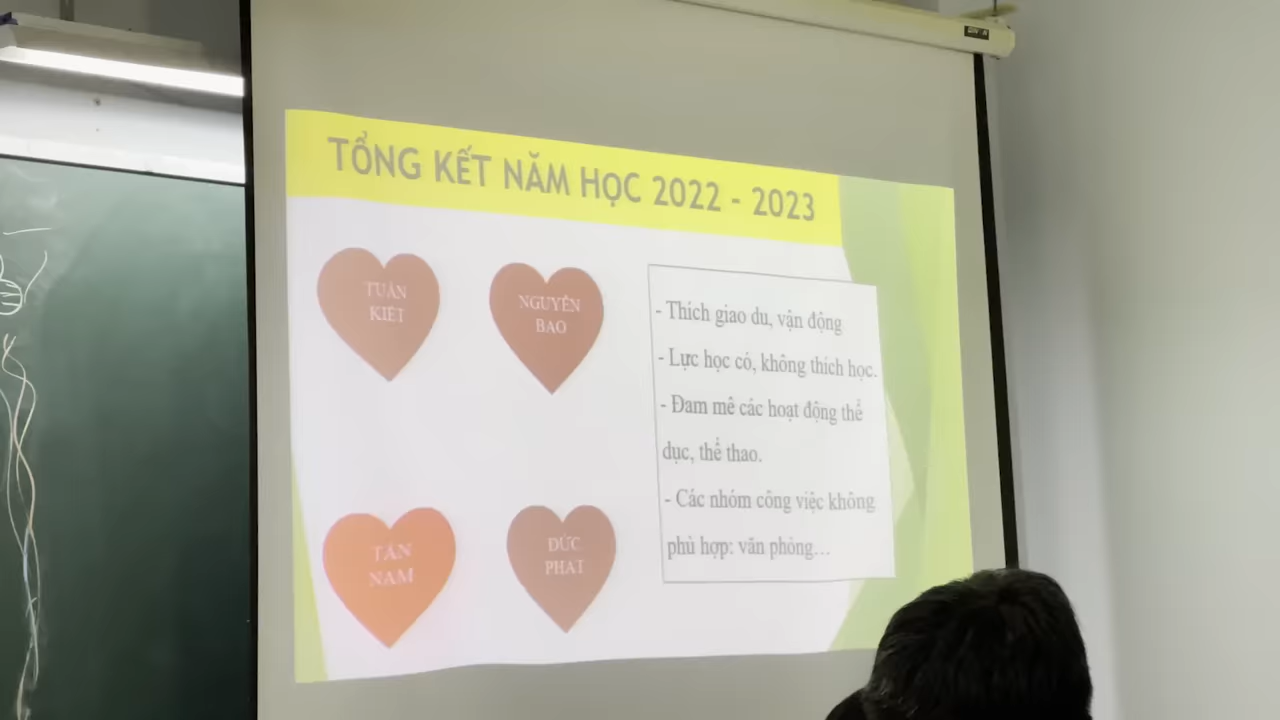 TỔNG KẾT NĂM HỌC 2022 - 2023
TUẤN
KIỆT
NGUYÊN
BẢO
- Thích giao du, vận động
- Lực học có, không thích học.
- Đam mê các hoạt động thể
dục, thể thao.
- Các nhóm công việc không
phù hợp: văn phòng...
TẤN
NAM
ĐỨC
PHÁT